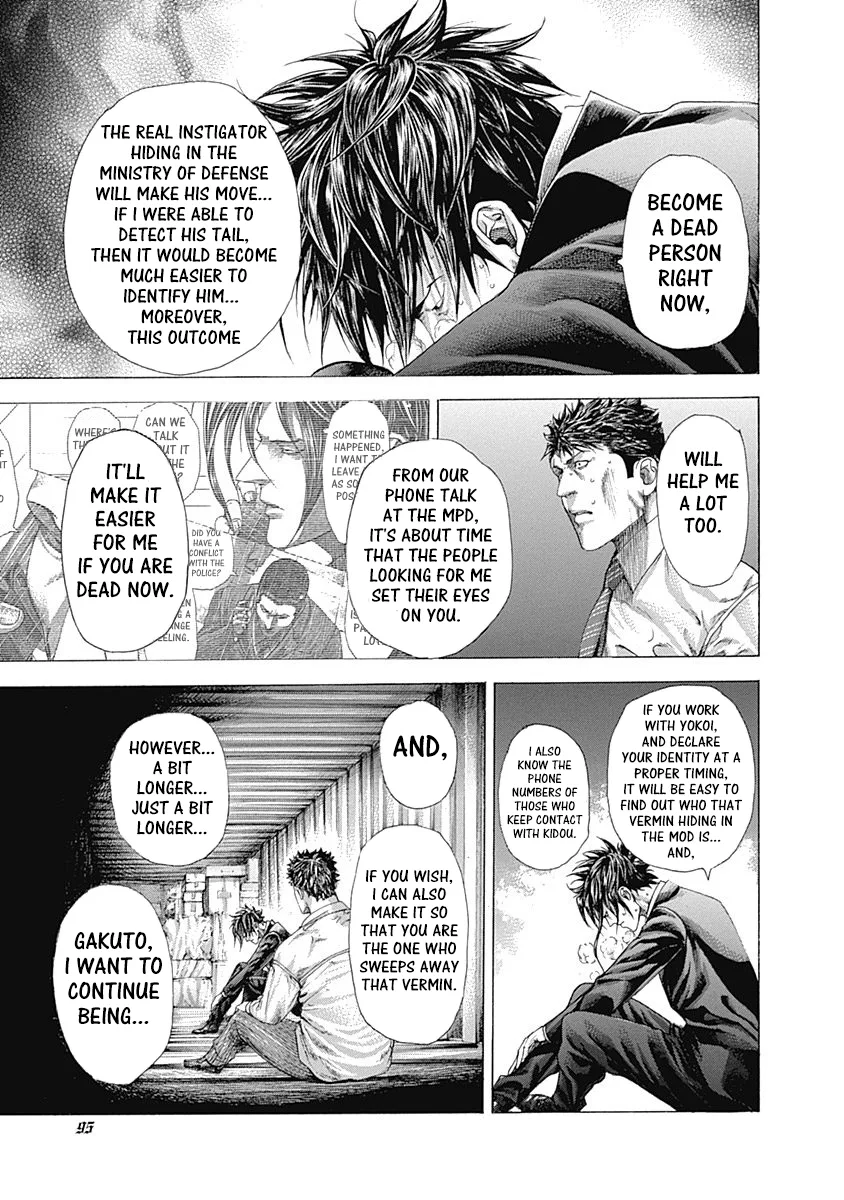 BECOME
A DEAD
PERSON
RIGHT
NOW,
THE REAL INSTIGATOR
HIDING IN THE
MINISTRY OF DEFENSE
WILL MAKE HIS MOVE...
IF I WERE ABLE TO
DETECT HIS TAIL,
THEN IT WOULD BECOME
MUCH EASIER TO
IDENTIFY HIM...
MOREOVER,
THIS OUTCOME
WILL
HELP ME
A LOT
TOO.
FROM OUR
PHONE TALK
AT THE MPD,
IT'S ABOUT TIME
THAT THE PEOPLE
LOOKING FOR ME
SET THEIR EYES
ON YOU.
SOMETHING
HAPPENED.
I WANT
LEAVE
AS
CAN WE
TALK
IT
THE
WHERE'S
DID YOU
HAVE A
CONFLICT
WITH THE
POLICE?
IT'LL
MAKE IT
EASIER
FOR ME
IF YOU ARE
DEAD NOW.
IF YOU WORK
WITH YOKOI,
AND DECLARE
YOUR IDENTITY AT A
PROPER TIMING,
IT WILL BE EASY TO
FIND OUT WHO THAT
VERMIN HIDING
IN THE MOD IS...
AND,
I ALSO
KNOW THE
PHONE
NUMBERS OF
THOSE WHO
KEEP CONTACT
WITH KIDOU.
AND,
IF YOU WISH,
I CAN ALSO
MAKE IT SO
THAT YOU ARE
THE ONE WHO
SWEEPS AWAY
THAT VERMIN.
HOWEVER...
A BIT
LONGER...
JUST A BIT
LONGER...
GAKUTO,
I WANT TO
CONTINUE
BEING...
95